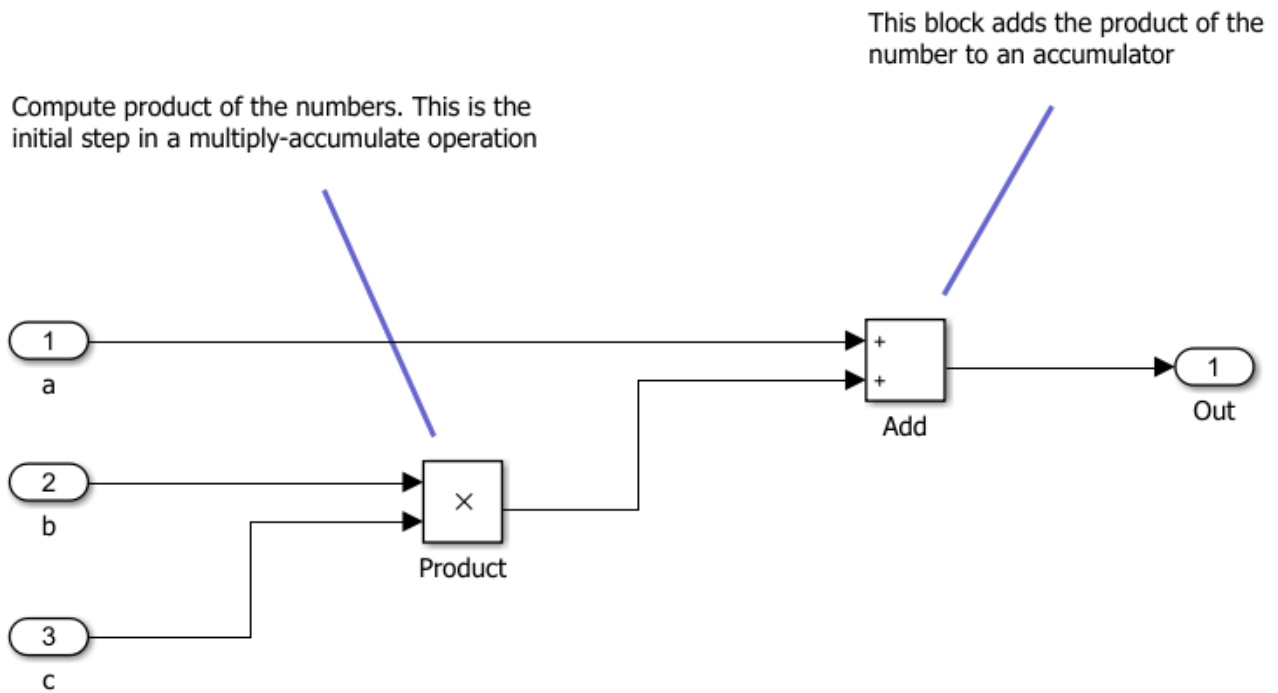 This block adds the product of the
number to an accumulator
Compute product of the numbers. This is the
initial step in a multiply-accumulate operation
1
a
+
+
Add
1
Out
2
b
×
Product
3
c